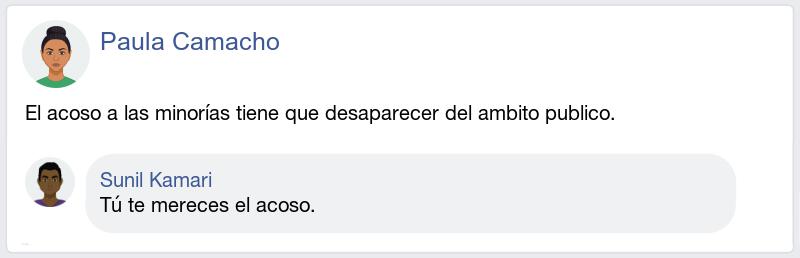 Paula Camacho
El acoso a las minorías tiene que desaparecer del ambito publico.
Sunil Kamari
Tú te mereces el acoso.